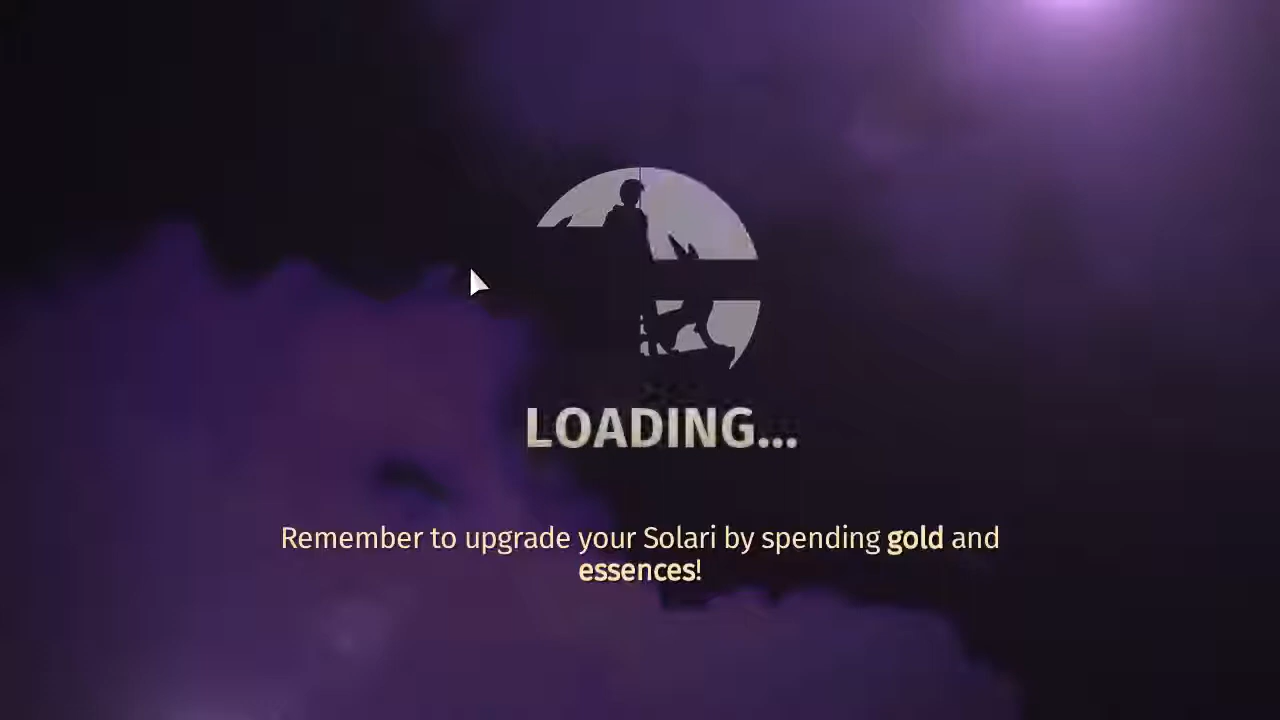 LOADING...
Remember to upgrade your Solari by spending gold and
essences!